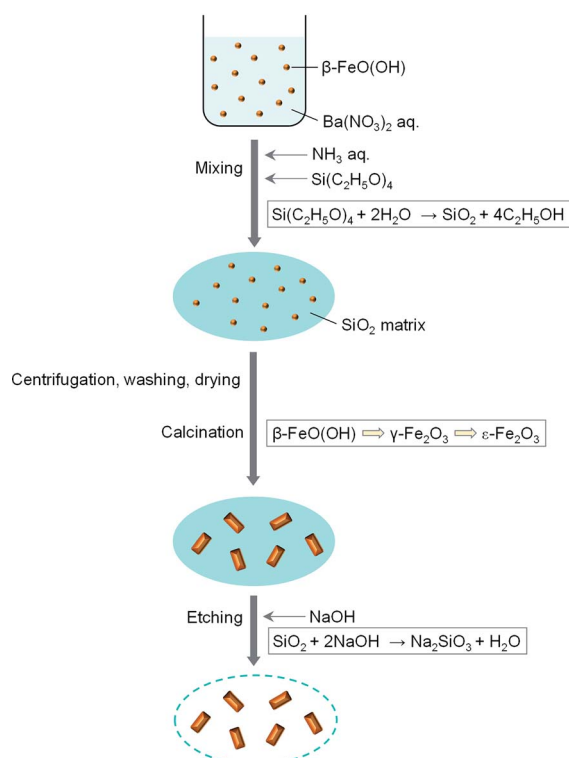 β-FeO(OH)
Ba(NO₃)₂ aq.
Mixing
NH₃ aq.
Si(C₂H₅O)₄
Si(C₂H₅O)₄ + 2H₂O → SiO₂ + 4C₂H₅OH
SiO₂ matrix
Centrifugation, washing, drying
Calcination
β-FeO(OH) ⇨ γ-Fe₂O₃ ⇨ ε-Fe₂O₃
Etching
NaOH
SiO₂ + 2NaOH → Na₂SiO₃ + H₂O